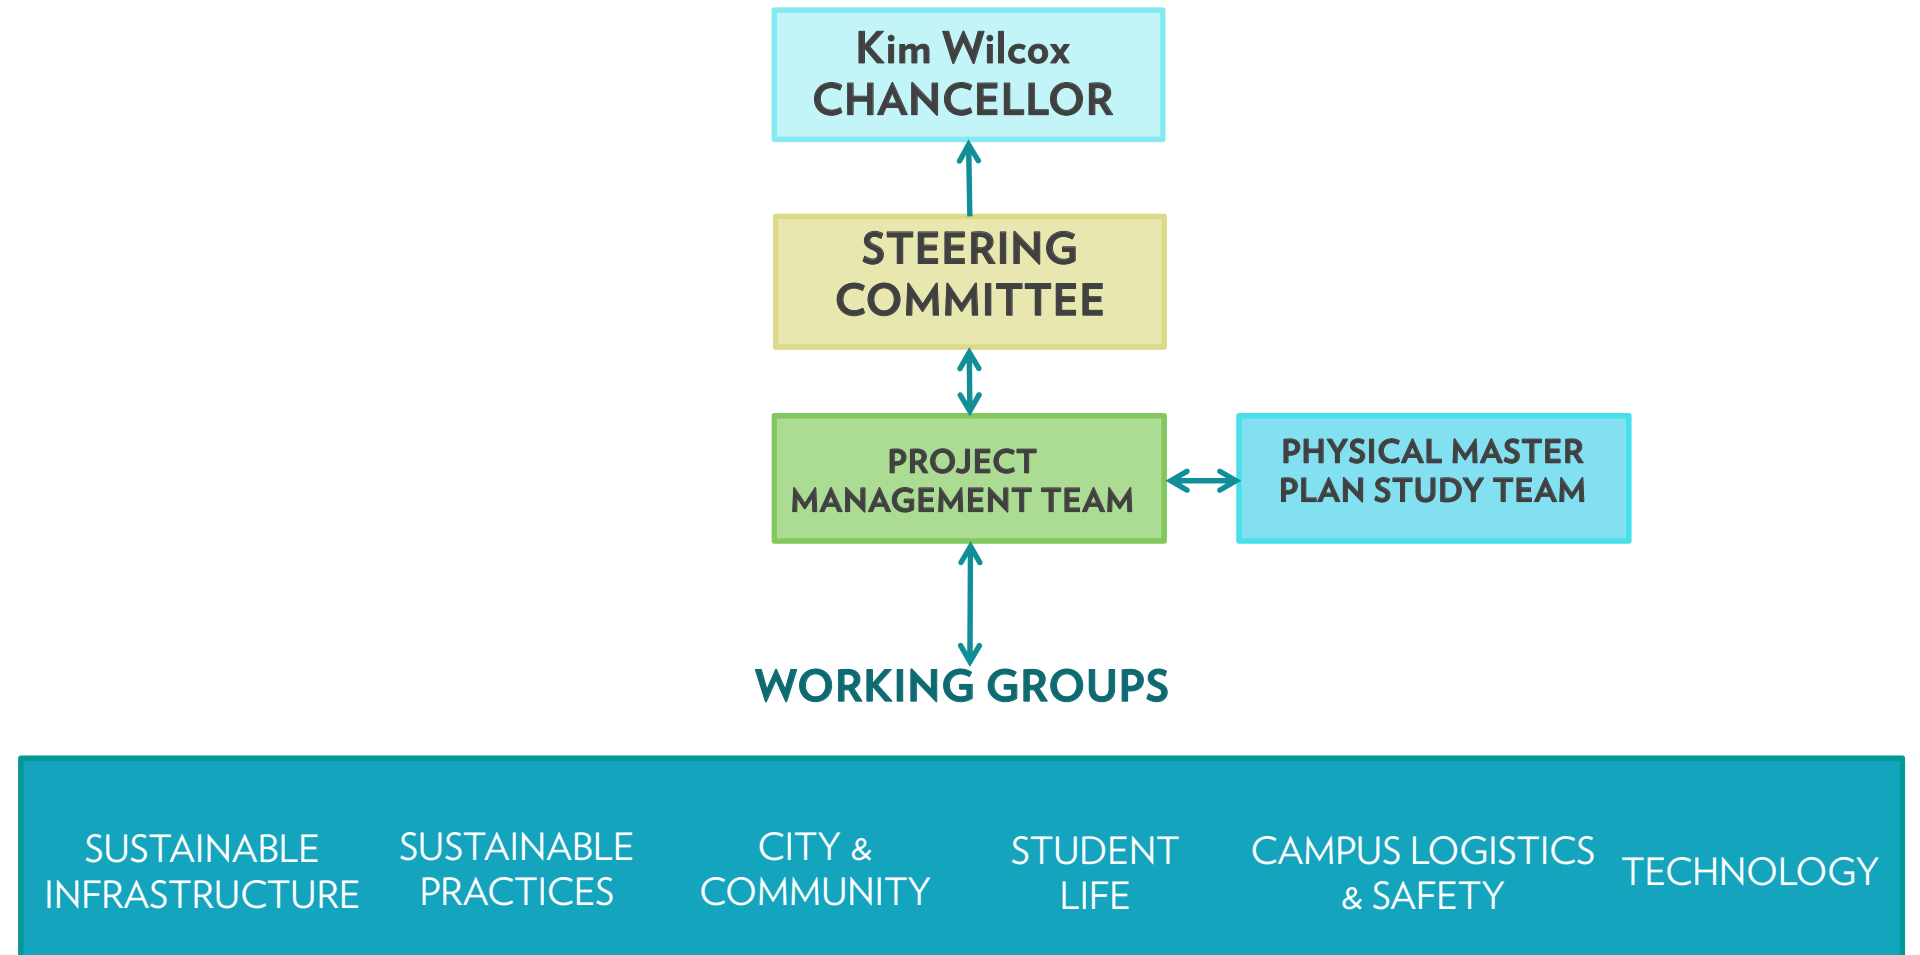 Kim Wilcox
CHANCELLOR
STEERING
COMMITTEE
PROJECT
MANAGEMENT TEAM
PHYSICAL MASTER
PLAN STUDY TEAM
WORKING GROUPS
SUSTAINABLE
INFRASTRUCTURE
SUSTAINABLE
PRACTICES
CITY &
COMMUNITY
STUDENT
LIFE
CAMPUS LOGISTICS
& SAFETY
TECHNOLOGY